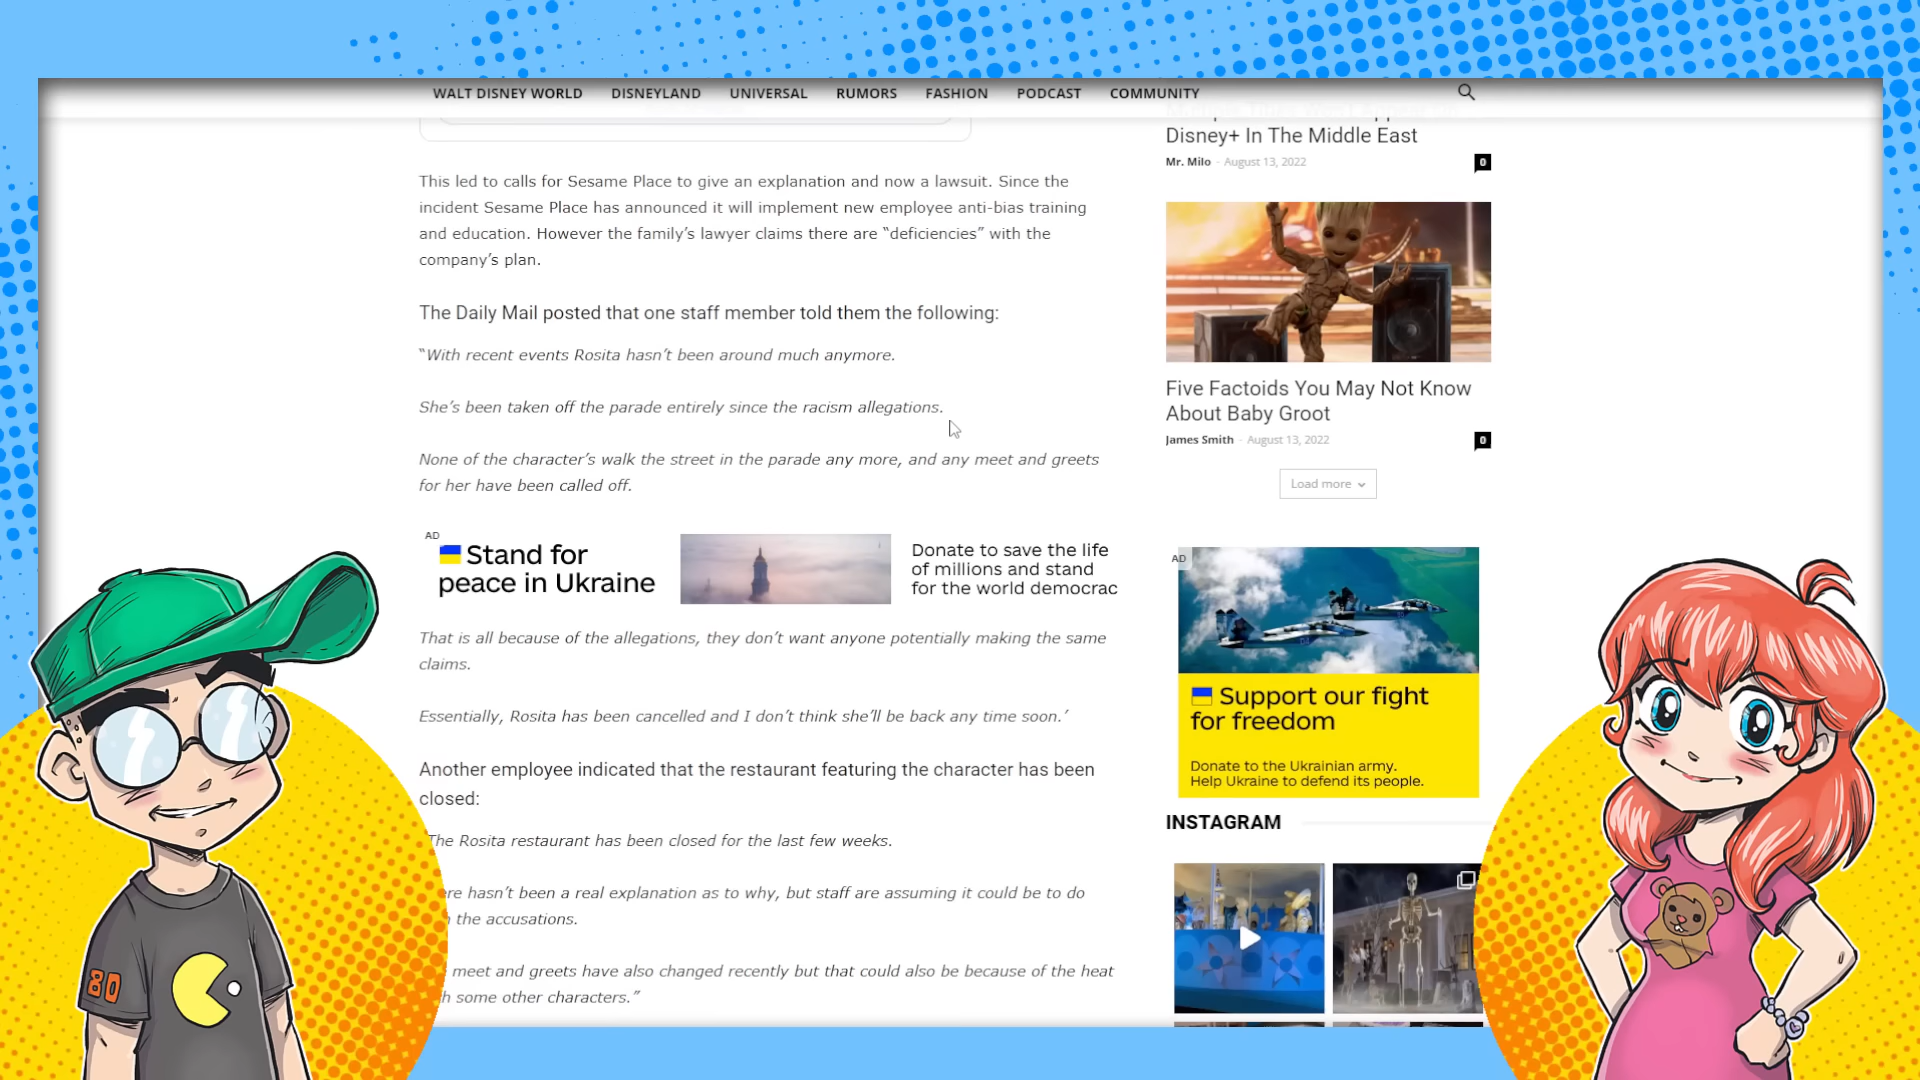 WALT DISNEY WORLD DISNEYLAND UNIVERSAL RUMORS FASHION PODCAST COMMUNITY
This led to calls for Sesame Place to give an explanation and now a lawsuit. Since the
incident Sesame Place has announced it will implement new employee anti-bias training
and education. However the family’s lawyer claims there are “deficiencies” with the
company’s plan.
The Daily Mail posted that one staff member told them the following:
“With recent events Rosita hasn’t been around much anymore.
She’s been taken off the parade entirely since the racism allegations.
None of the character’s walk the street in the parade any more, and any meet and greets
for her have been called off.
AD
Stand for
peace in Ukraine
Donate to save the life
of millions and stand
for the world democrac
That is all because of the allegations, they don’t want anyone potentially making the same
claims.
Essentially, Rosita has been cancelled and I don’t think she’ll be back any time soon.’
Another employee indicated that the restaurant featuring the character has been
closed:
The Rosita restaurant has been closed for the last few weeks.
ere hasn’t been a real explanation as to why, but staff are assuming it could be to do
the accusations.
meet and greets have also changed recently but that could also be because of the heat
h some other characters.”
Disney+ In The Middle East
Mr. Milo - August 13, 2022
0
Five Factoids You May Not Know
About Baby Groot
James Smith - August 13, 2022
0
Load more
AD
Support our fight
for freedom
Donate to the Ukrainian army.
Help Ukraine to defend its people.
INSTAGRAM
80